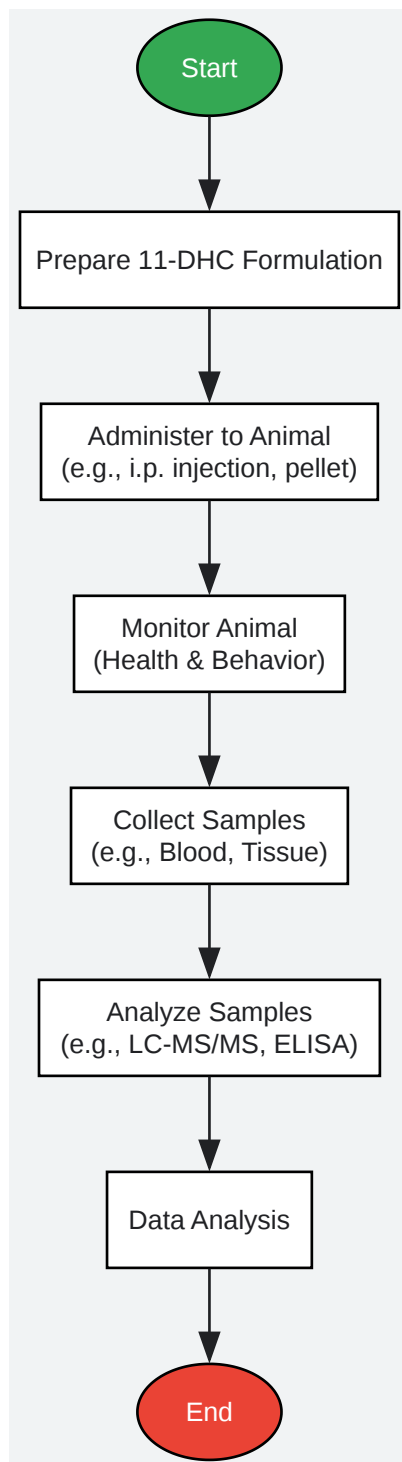 Start
Prepare 11-DHC Formulation
Administer to Animal
(e.g., i.p. injection, pellet)
Monitor Animal
(Health & Behavior)
Collect Samples
(e.g., Blood, Tissue)
Analyze Samples
(e.g., LC-MS/MS, ELISA)
Data Analysis
End